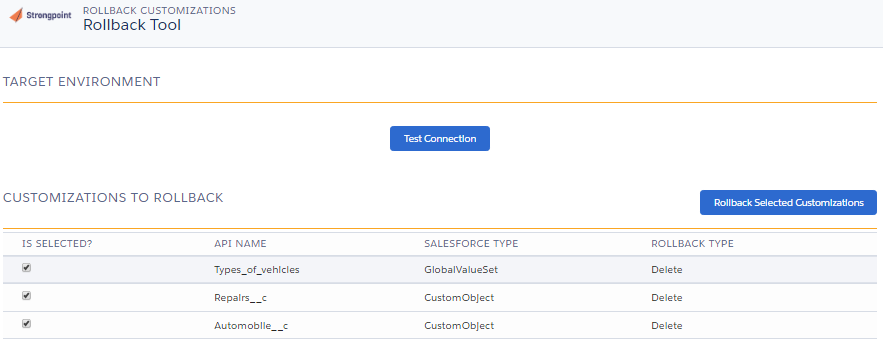 Strongpoint
ROLLBACK CUSTOMIZATIONS
Rollback Tool
TARGET ENVIRONMENT
Test Connection
CUSTOMIZATIONS TO ROLLBACK
Rollback Selected Customizations
IS SELECTED? API NAME SALESFORCE TYPE ROLLBACK TYPE
Types_of_vehicles GlobalValueSet Delete
Repairs__c CustomObject Delete
Automobile__c CustomObject Delete